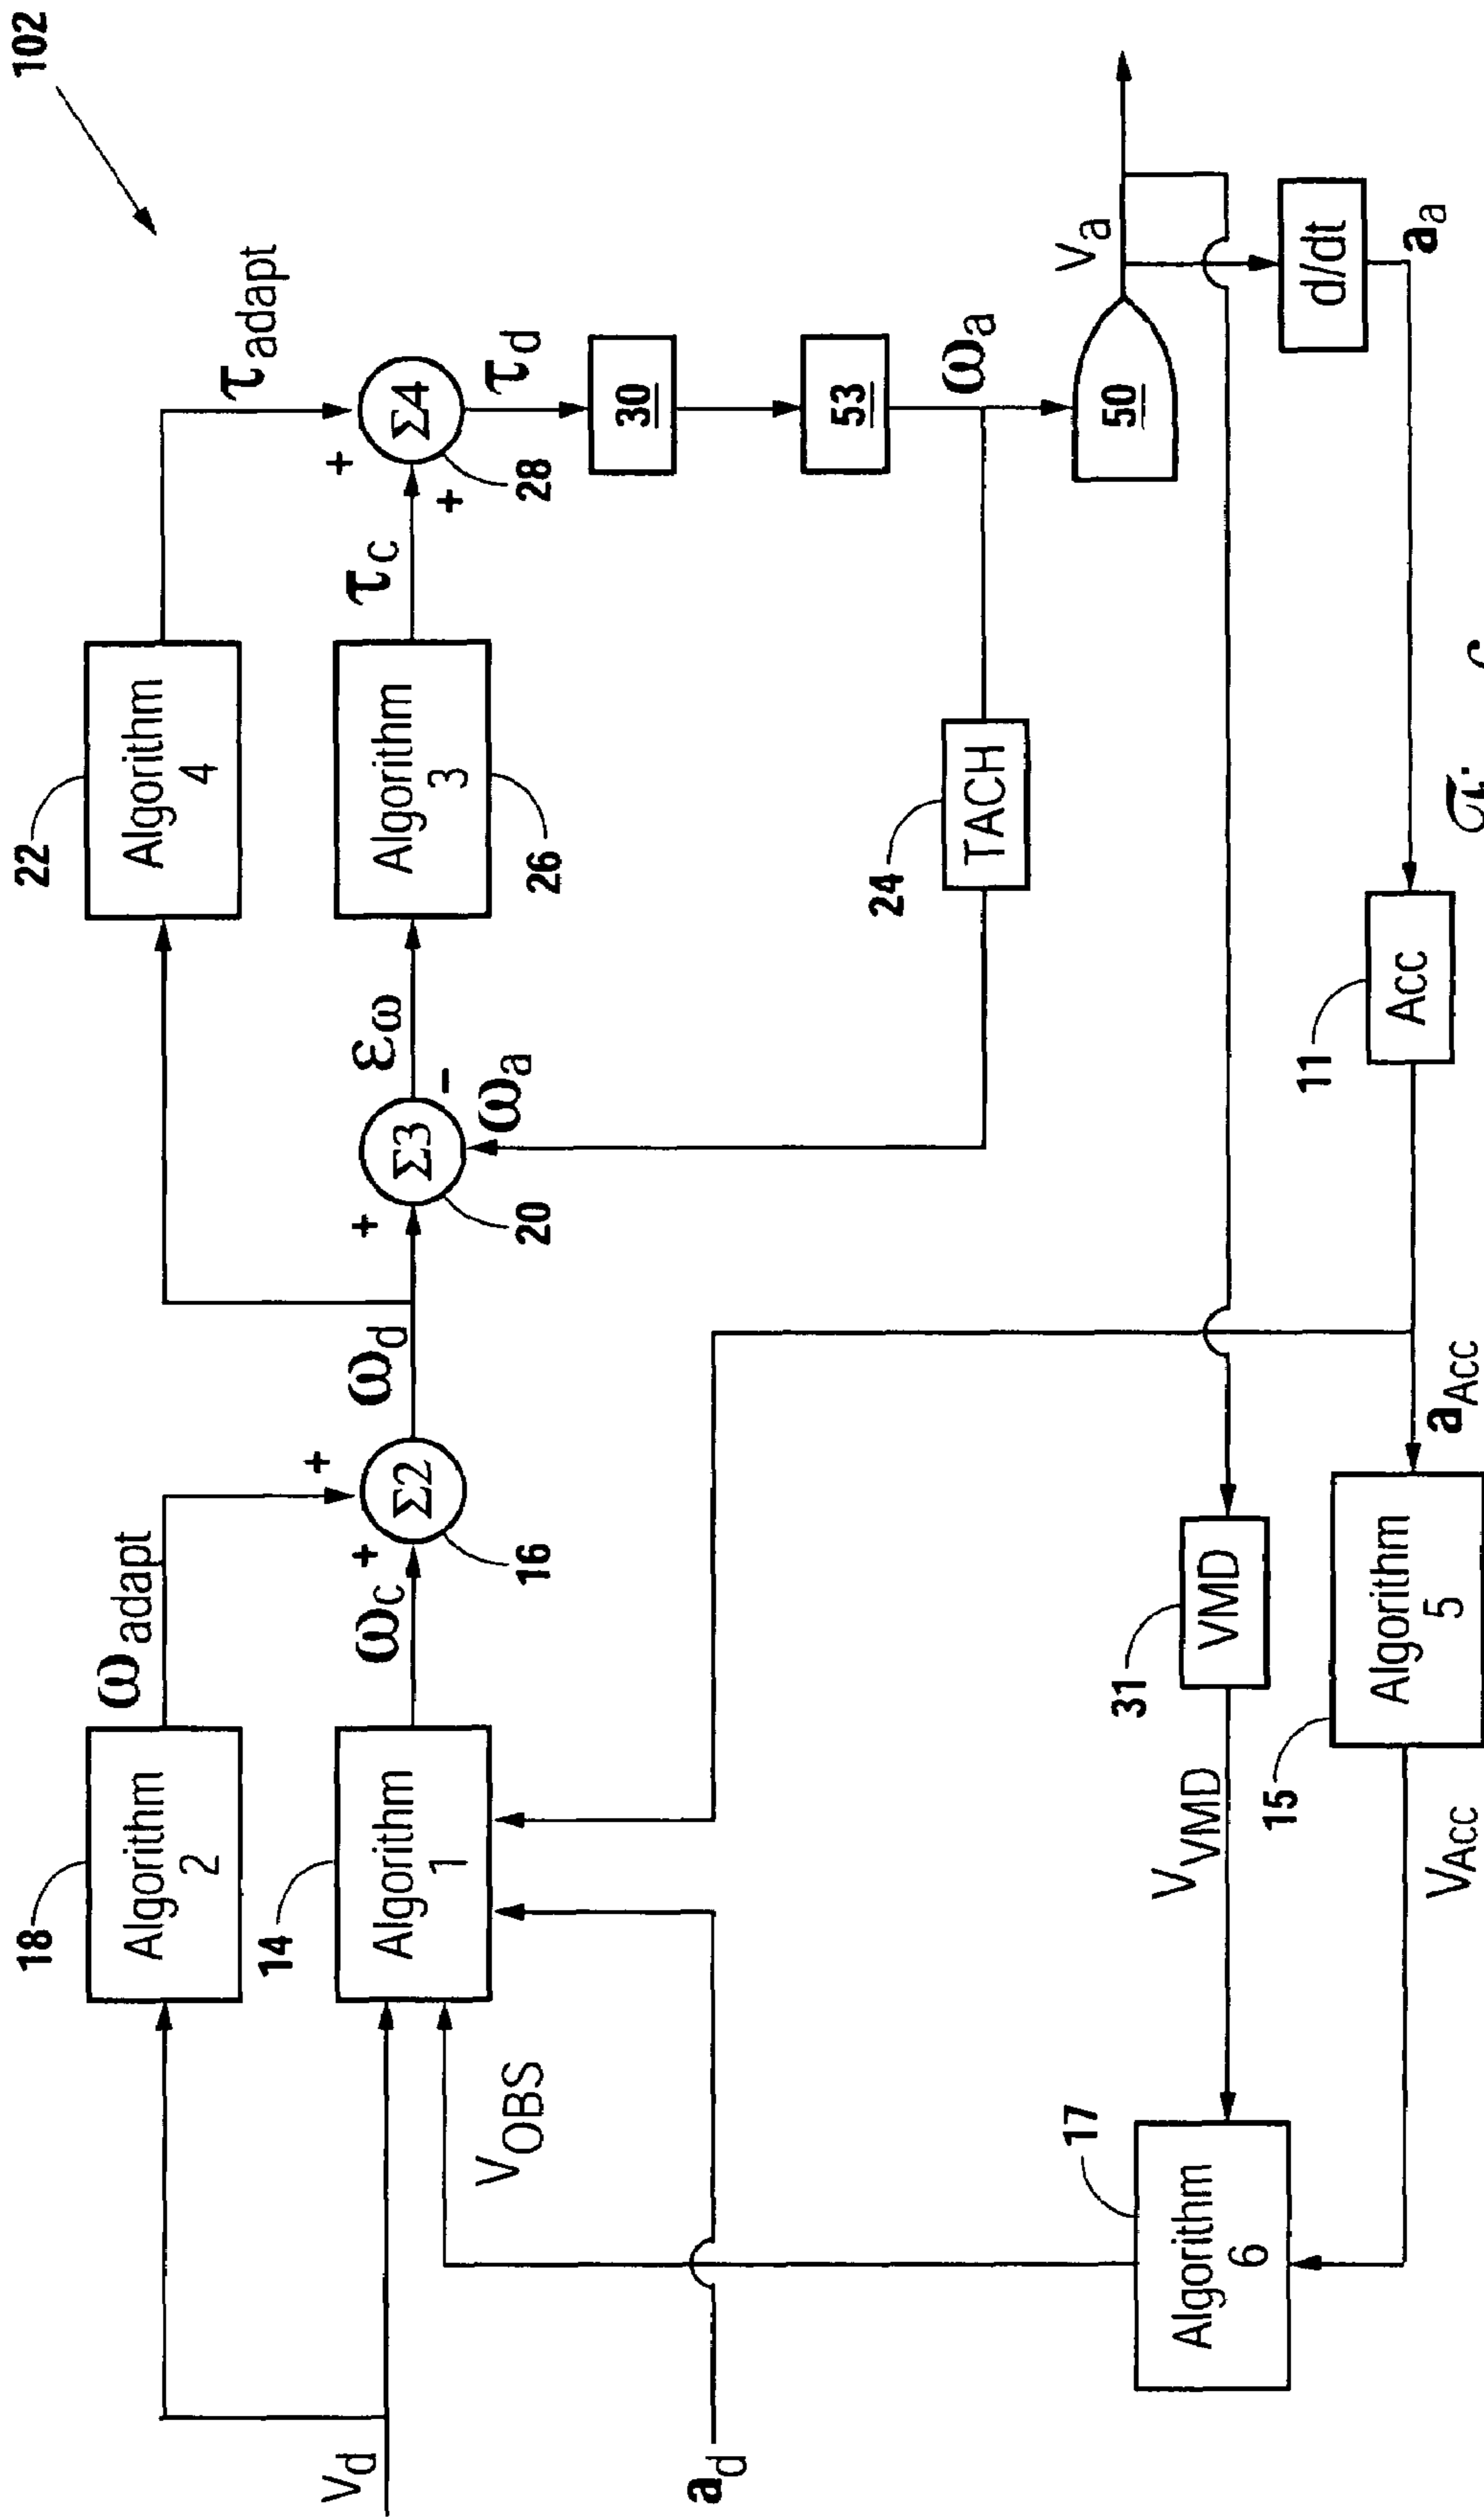 102
22
Algorithm
4
τadapt
18
Algorithm
2
ωadapt
Vd
14
Algorithm
1
ωc
+
+
Σ2
16
ωd
+
Σ3
20
−
εω
ωa
Algorithm
3
26
τc
+
+
Σ4
28
τd
30
53
ωa
50
Va
24
TACH
VOBS
ad
17
Algorithm
6
VVMD
31
VMD
d/dt
aa
11
Acc
aAcc
15
Algorithm
5
VAcc